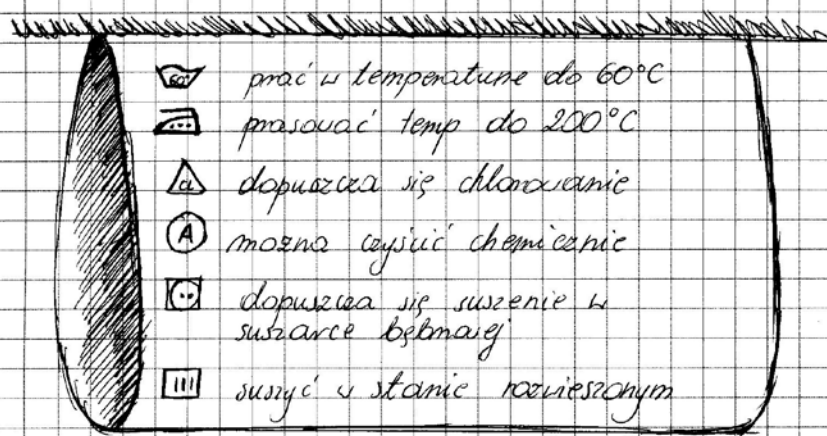 60° prać w temperaturze do 60°C
prasować temp do 200°C
cl dopuszcza się chlorowanie
A można czyścić chemicznie
dopuszcza się suszenie w
suszarce bębnowej
suszyć w stanie rozwieszonym